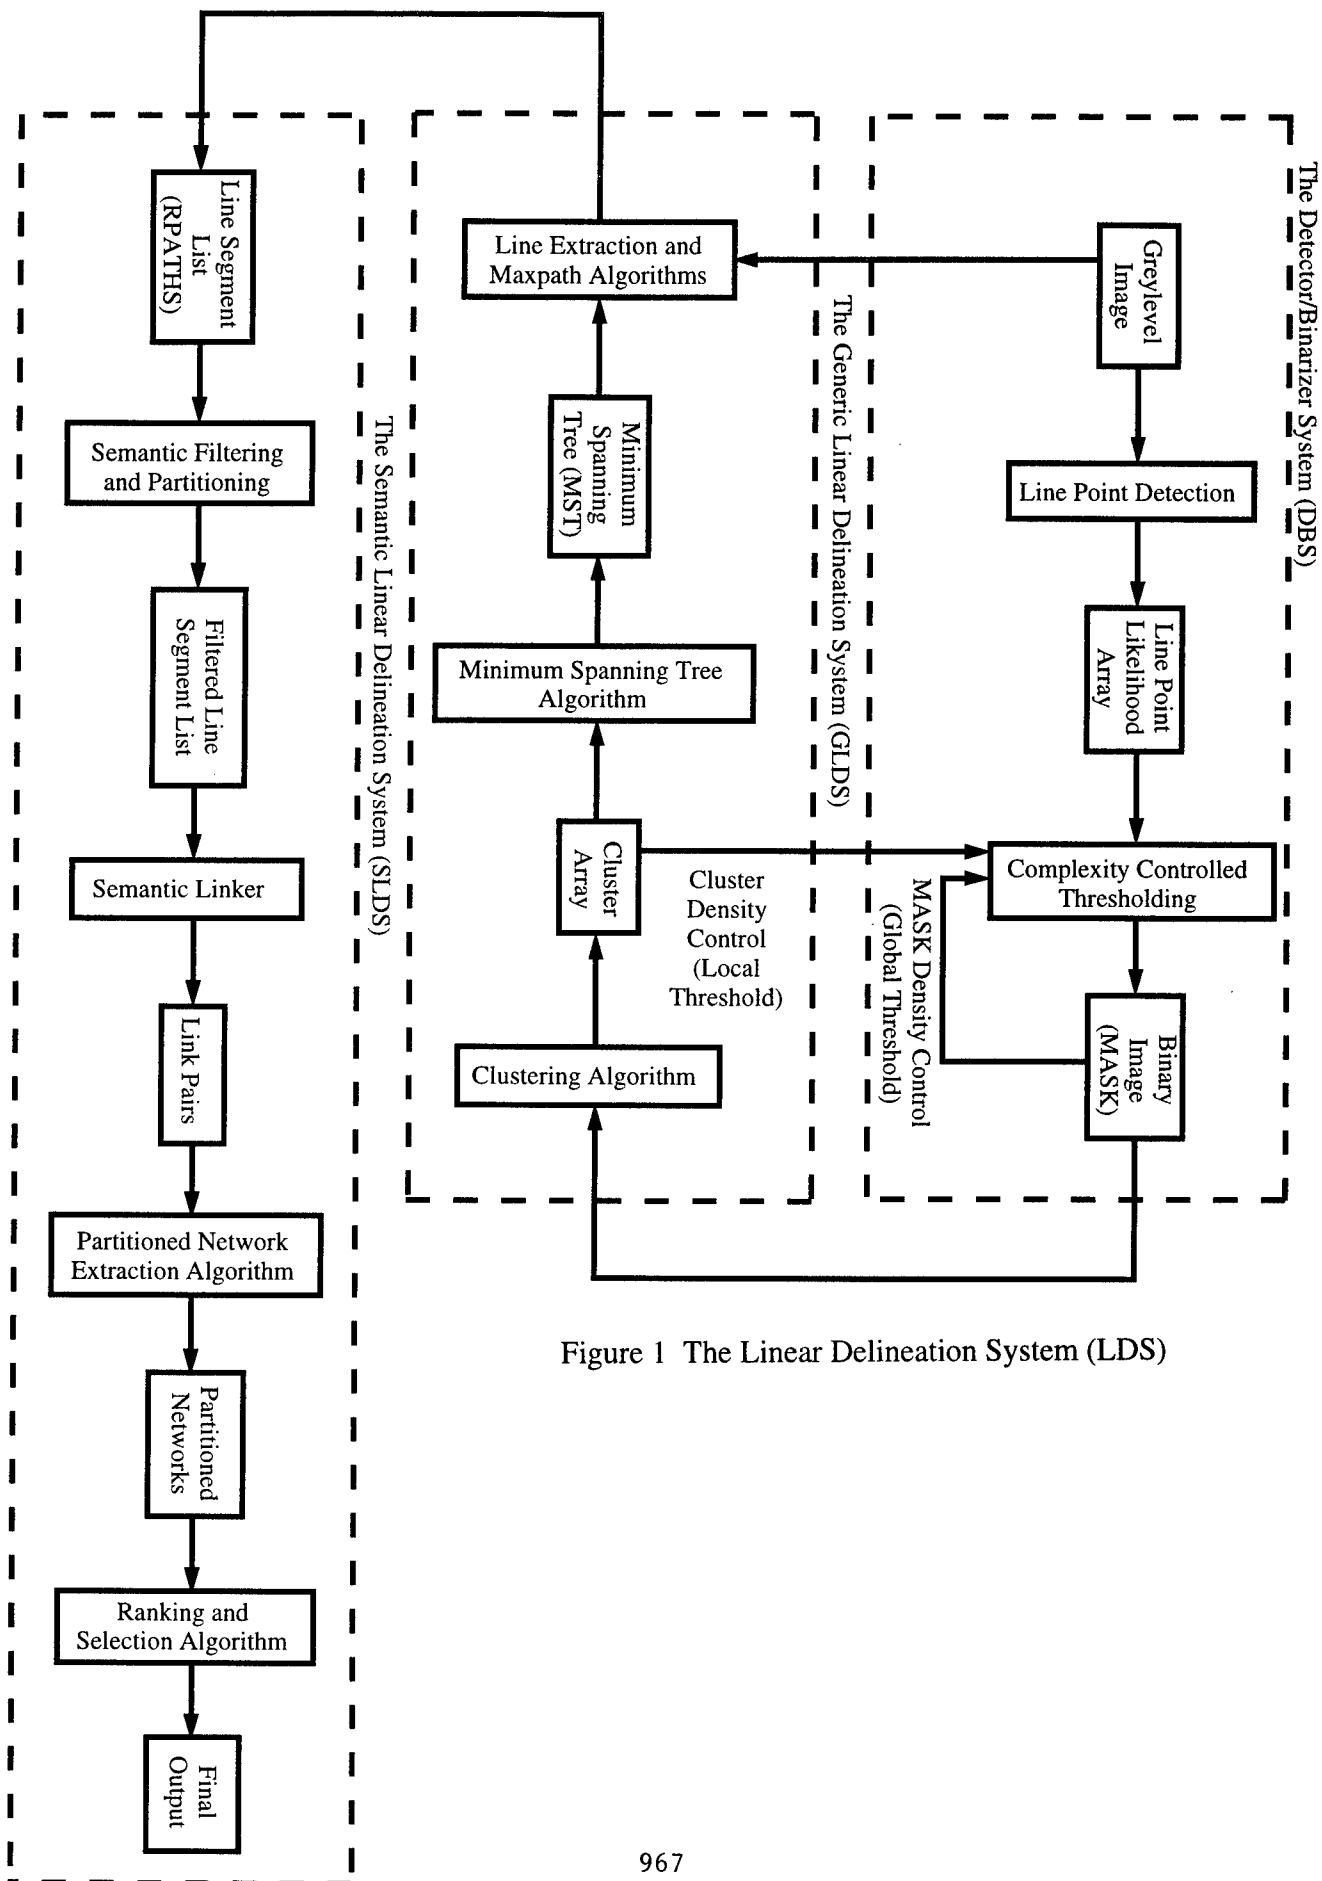 The Detector/Binarizer System (DBS)
Greylevel
Image
Line Point Detection
Line Point
Likelihood
Array
Complexity Controlled
Thresholding
MASK Density Control
(Global Threshold)
Binary
Image
(MASK)
The Generic Linear Delineation System (GLDS)
Clustering Algorithm
Cluster
Array
Cluster
Density
Control
(Local
Threshold)
Minimum Spanning Tree
Algorithm
Minimum
Spanning
Tree (MST)
Line Extraction and
Maxpath Algorithms
The Semantic Linear Delineation System (SLDS)
Line Segment
List
(RPATHS)
Semantic Filtering
and Partitioning
Filtered Line
Segment List
Semantic Linker
Link Pairs
Partitioned Network
Extraction Algorithm
Partitioned
Networks
Ranking and
Selection Algorithm
Final
Output
Figure 1 The Linear Delineation System (LDS)
967